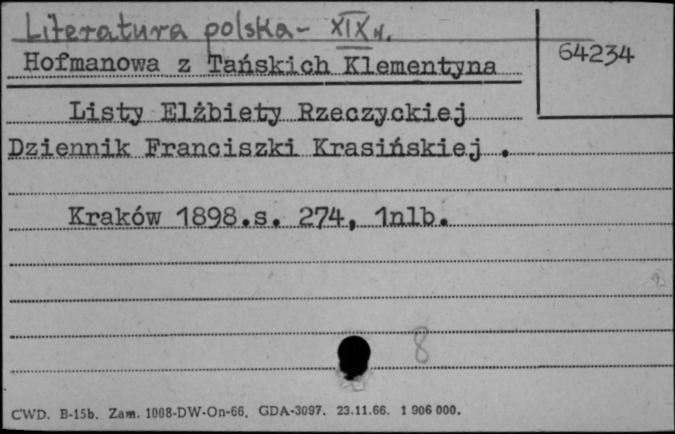 Literatura polska - XIX w.
Hofmanowa z Tańskich Klementyna
64234
Listy Elżbiety Rzeczyckiej
Dziennik Franciszki Krasińskiej .
Kraków 1898.s. 274, 1nlb.
8
CWD. B-15b. Zam. 1008-DW-On-66. GDA-3097. 23.11.66. 1 906 000.